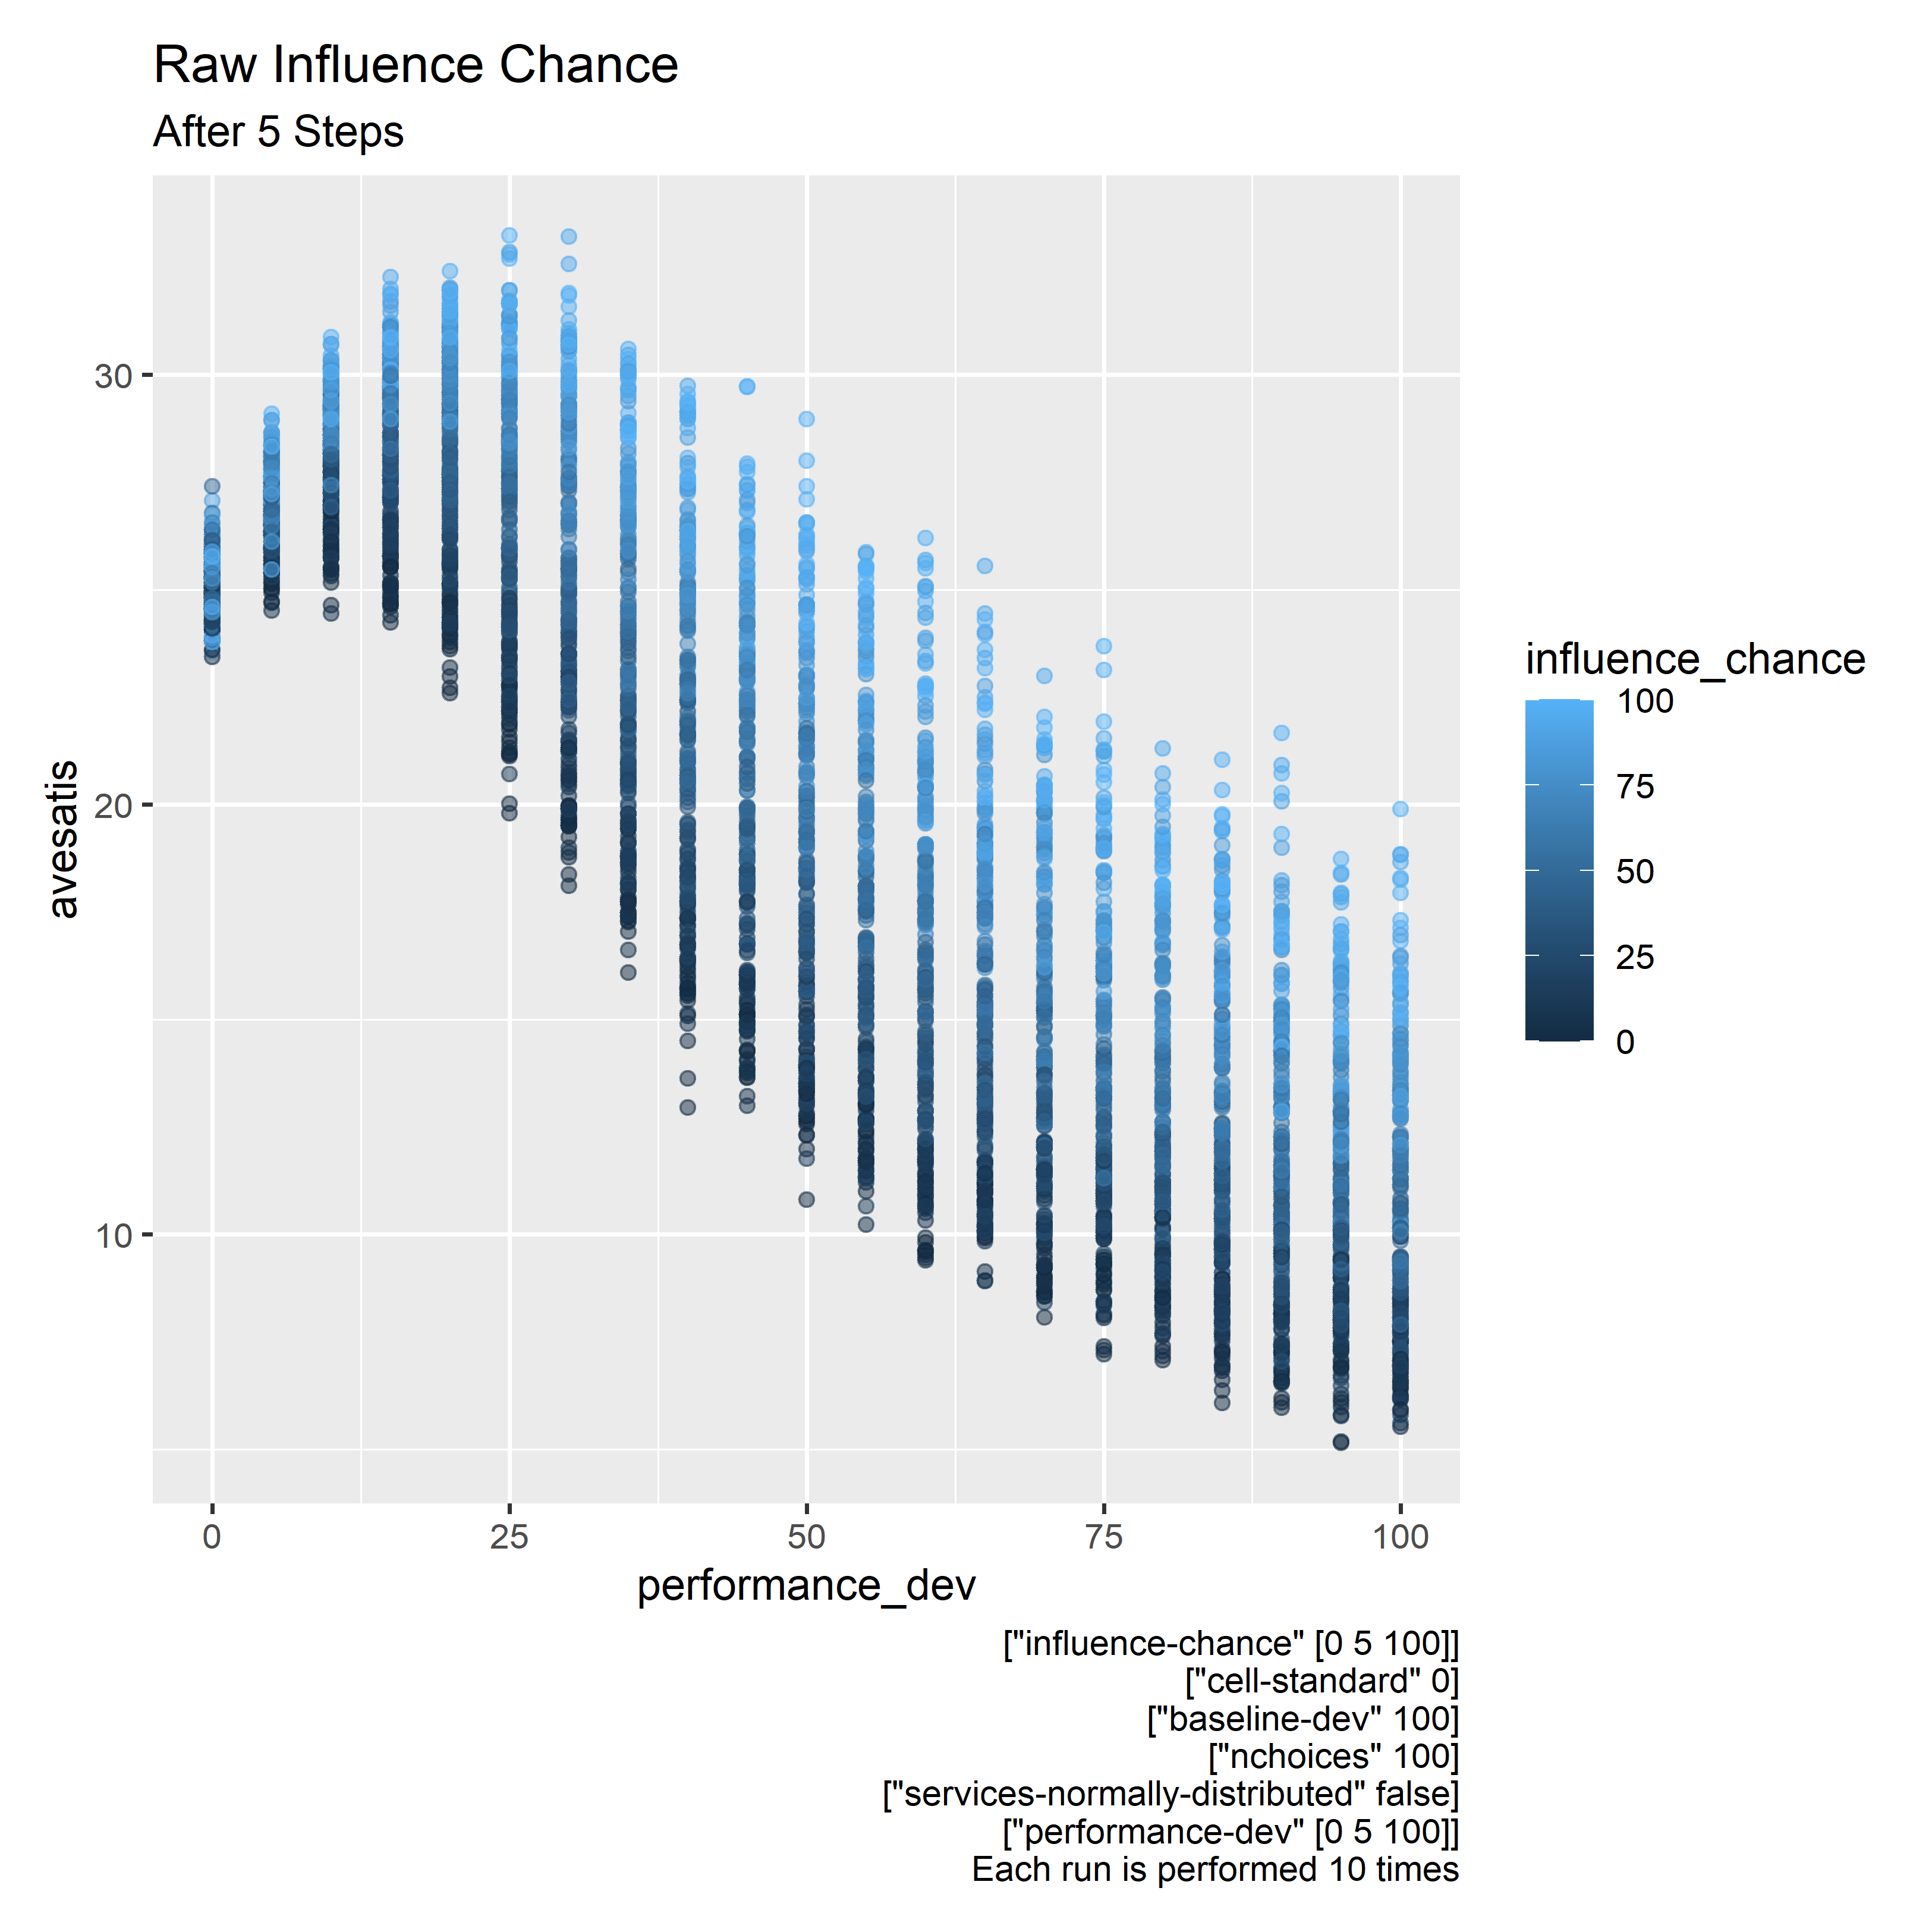 Raw Influence Chance
After 5 Steps
30
20
10
avesatis
0 25 50 75 100
performance_dev
influence_chance
100
75
50
25
0
["influence-chance" [0 5 100]]
["cell-standard" 0]
["baseline-dev" 100]
["nchoices" 100]
["services-normally-distributed" false]
["performance-dev" [0 5 100]]
Each run is performed 10 times